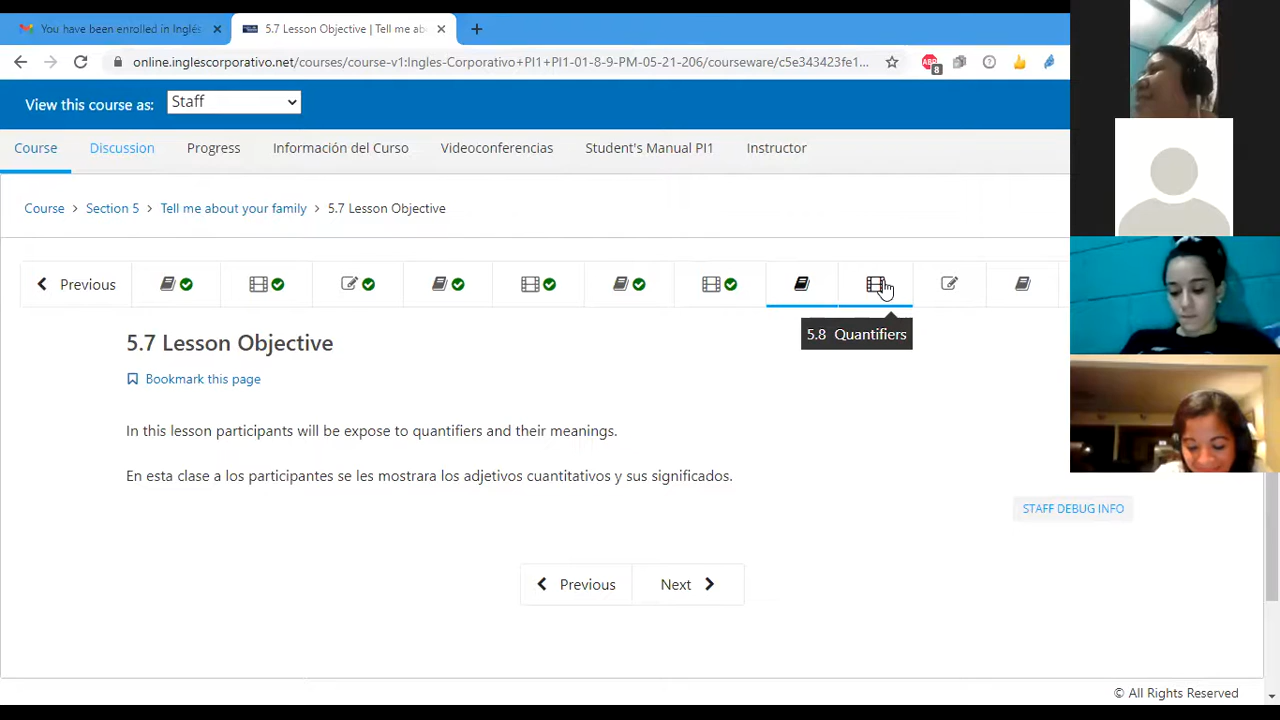 You have been enrolled in Inglés
5.7 Lesson Objective | Tell me ab
online.inglescorporativo.net/courses/course-v1:Ingles-Corporativo+PI1+PI1-01-8-9-PM-05-21-206/courseware/c5e343423fe1...
8
View this course as:
Staff
Course
Discussion
Progress
Información del Curso
Videoconferencias
Student's Manual PI1
Instructor
Course > Section 5 > Tell me about your family > 5.7 Lesson Objective
Previous
5.8 Quantifiers
5.7 Lesson Objective
Bookmark this page
In this lesson participants will be expose to quantifiers and their meanings.
En esta clase a los participantes se les mostrara los adjetivos cuantitativos y sus significados.
STAFF DEBUG INFO
Previous
Next
© All Rights Reserved